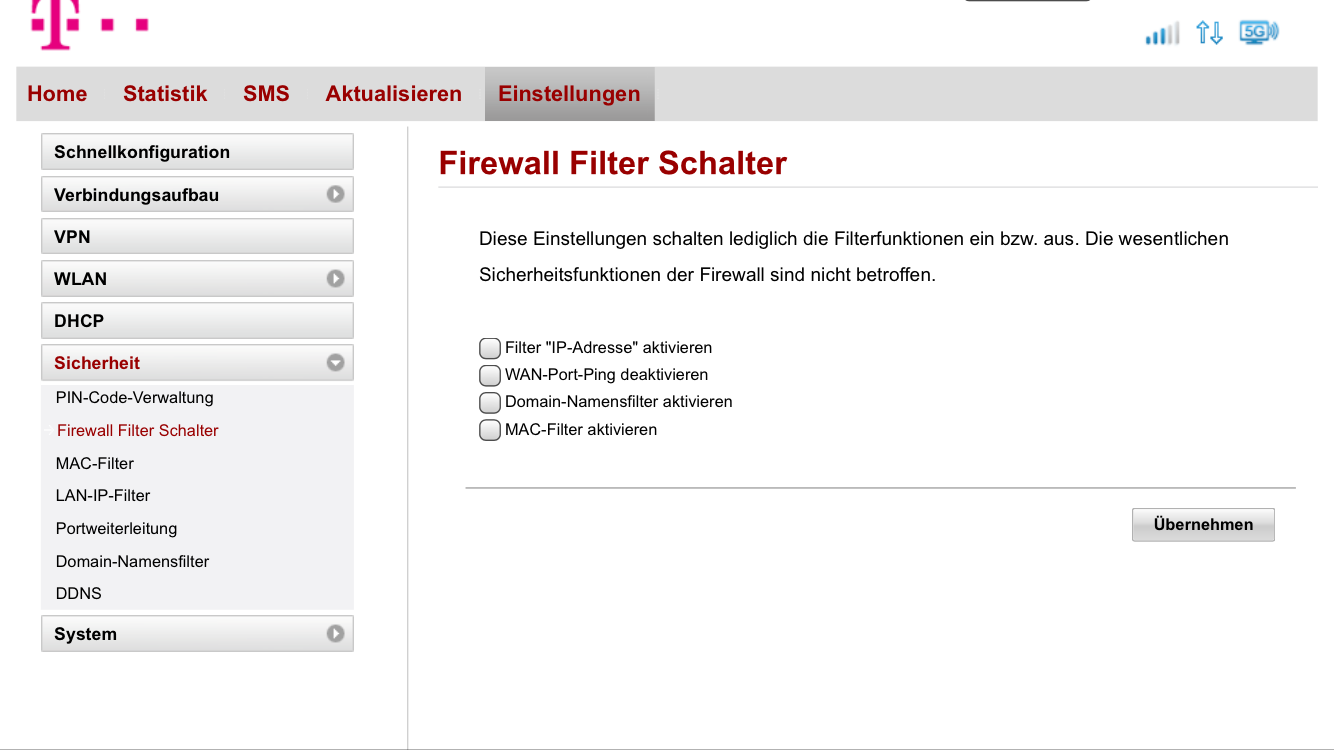 T
5G
Home Statistik SMS Aktualisieren Einstellungen
Schnellkonfiguration
Verbindungsaufbau
VPN
WLAN
DHCP
Sicherheit
PIN-Code-Verwaltung
Firewall Filter Schalter
MAC-Filter
LAN-IP-Filter
Portweiterleitung
Domain-Namensfilter
DDNS
System
Firewall Filter Schalter
Diese Einstellungen schalten lediglich die Filterfunktionen ein bzw. aus. Die wesentlichen
Sicherheitsfunktionen der Firewall sind nicht betroffen.
Filter "IP-Adresse" aktivieren
WAN-Port-Ping deaktivieren
Domain-Namensfilter aktivieren
MAC-Filter aktivieren
Übernehmen